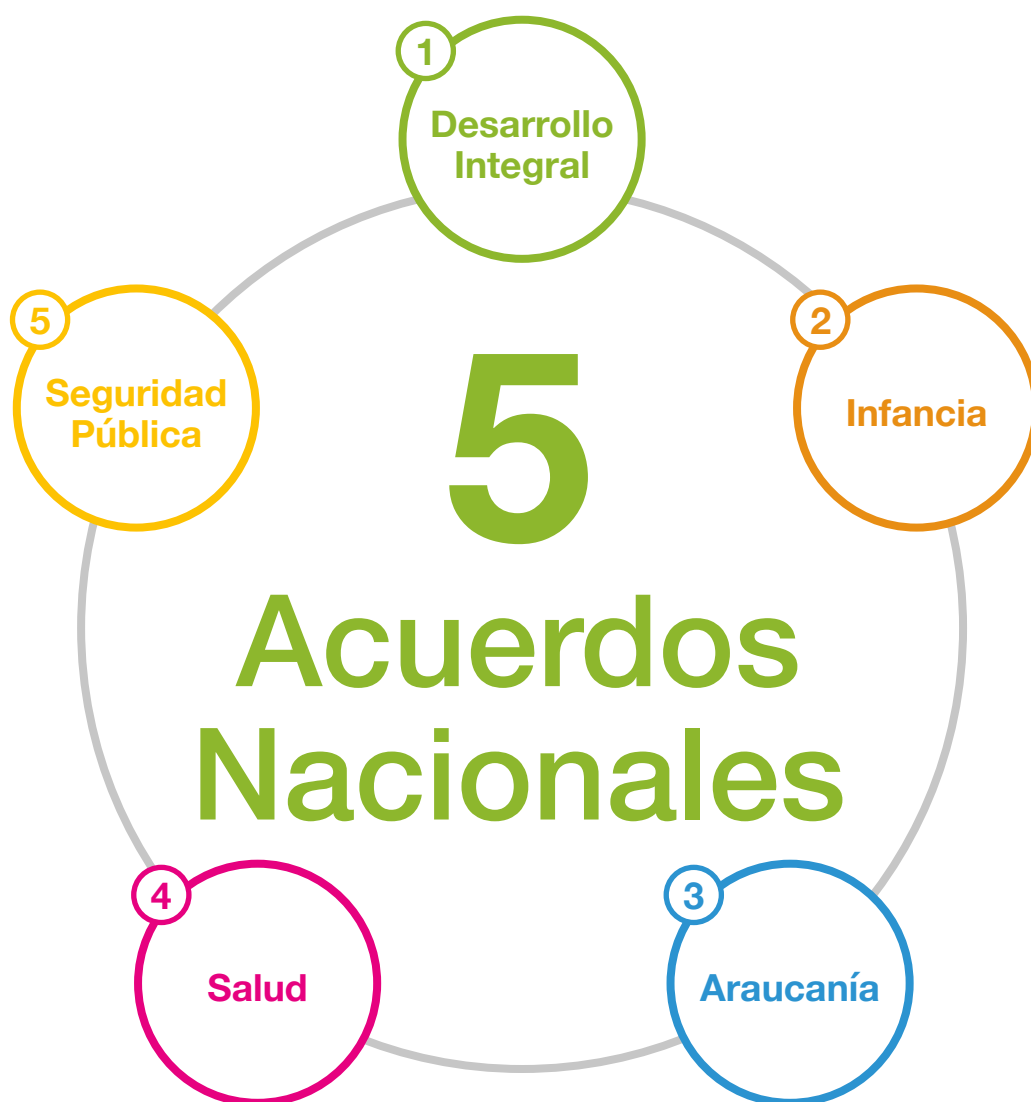 1
Desarrollo
Integral
2
Infancia
3
Araucanía
4
Salud
5
Seguridad
Pública
5
Acuerdos
Nacionales